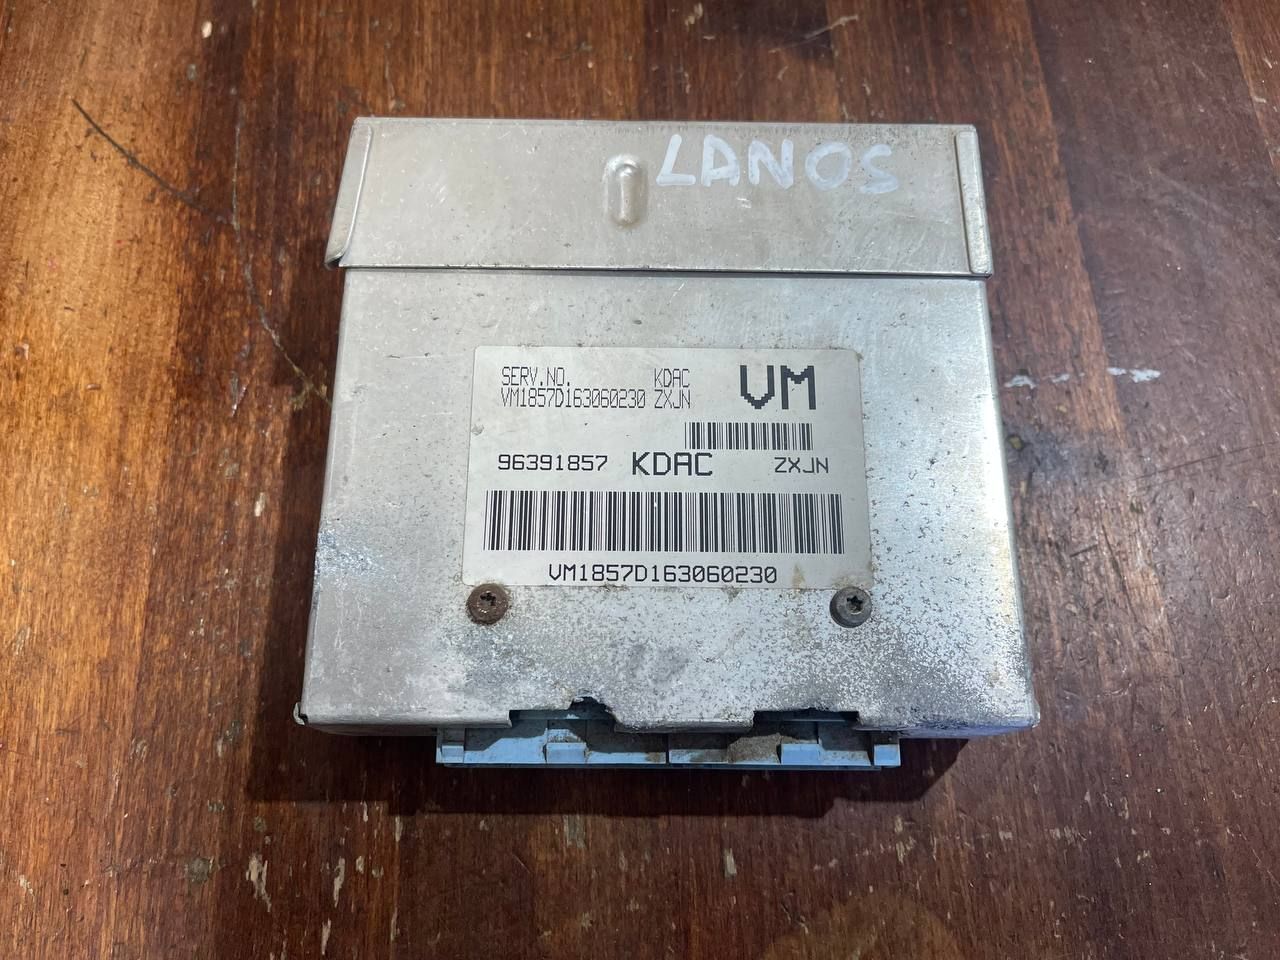 LANOS
SERV.NO. KDAC
VM1857D163060230 ZXJN
VM
96391857 KDAC ZXJN
VM1857D163060230